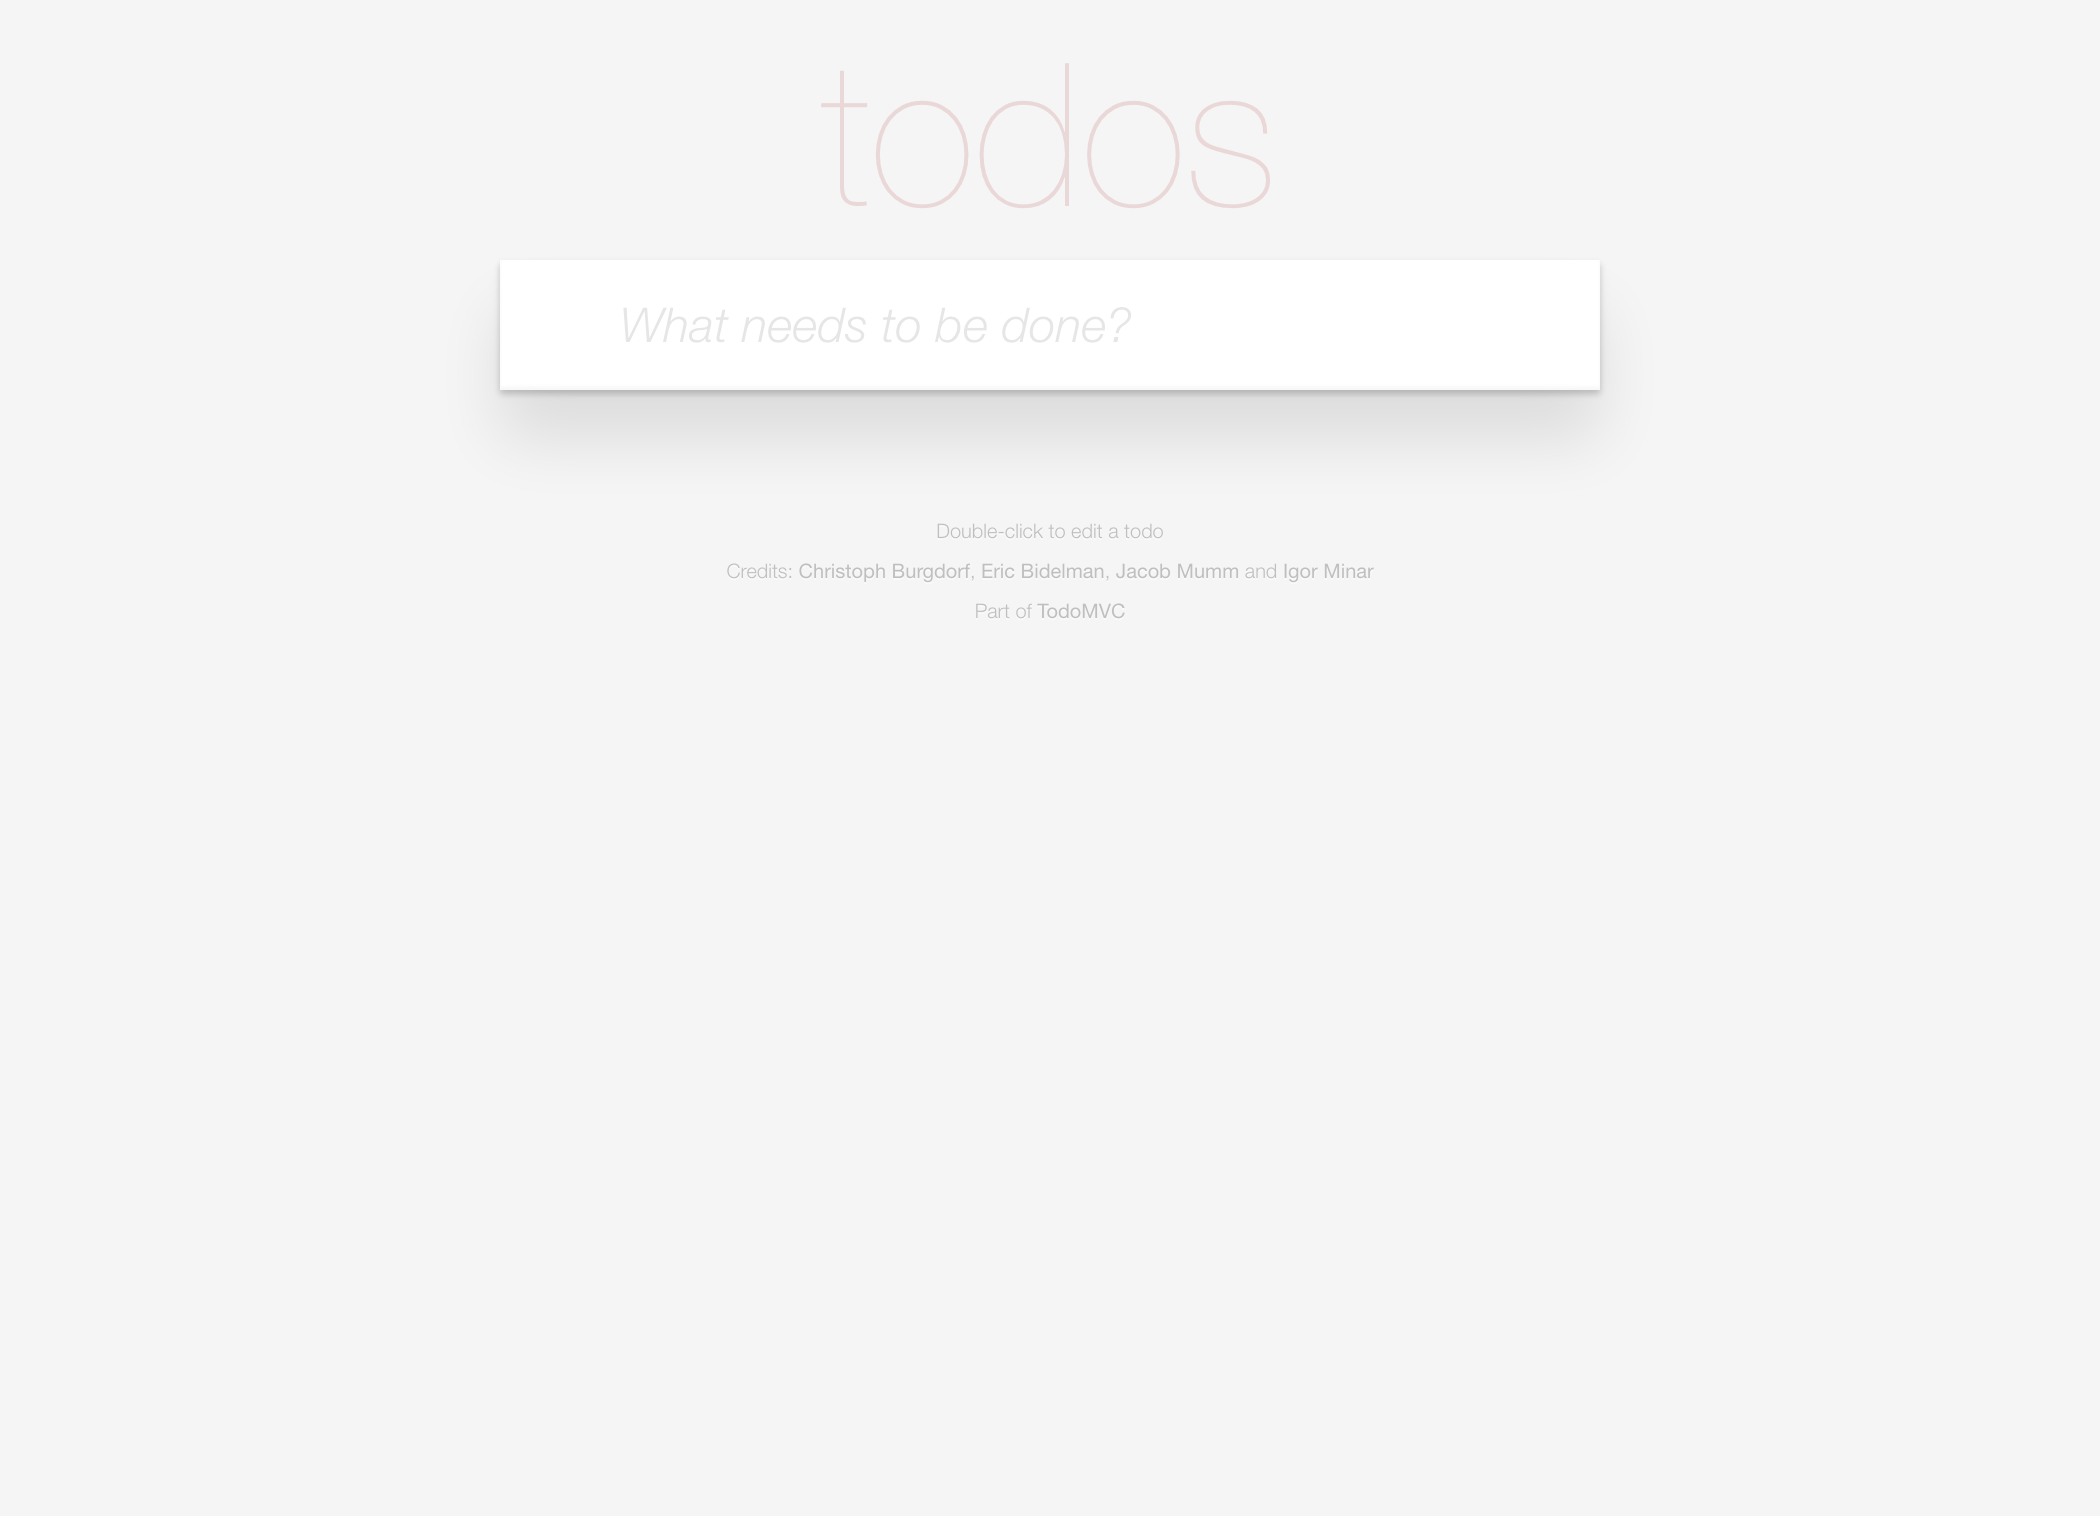 todos
What needs to be done?
Double-click to edit a todo
Credits: Christoph Burgdorf, Eric Bidelman, Jacob Mumm and Igor Minar
Part of TodoMVC